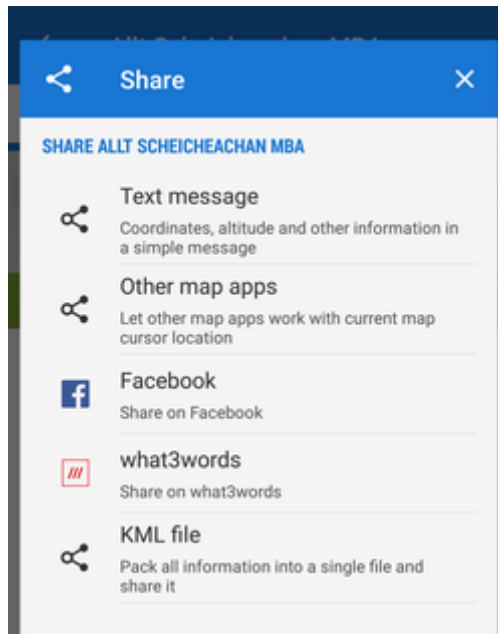 Share
SHARE ALLT SCHEICHEACHAN MBA
Text message
Coordinates, altitude and other information in
a simple message
Other map apps
Let other map apps work with current map
cursor location
Facebook
Share on Facebook
what3words
Share on what3words
KML file
Pack all information into a single file and
share it